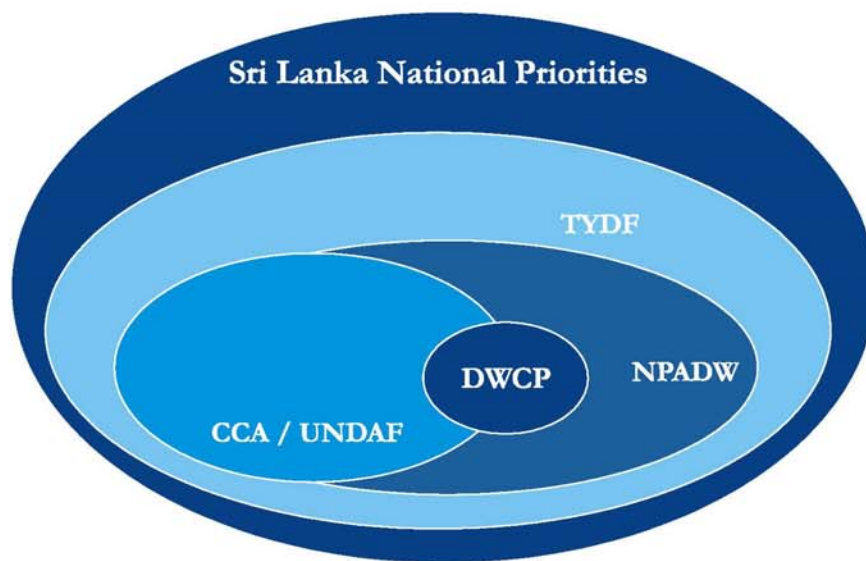 Sri Lanka National Priorities
TYDF
DWCP
NPADW
CCA / UNDAF